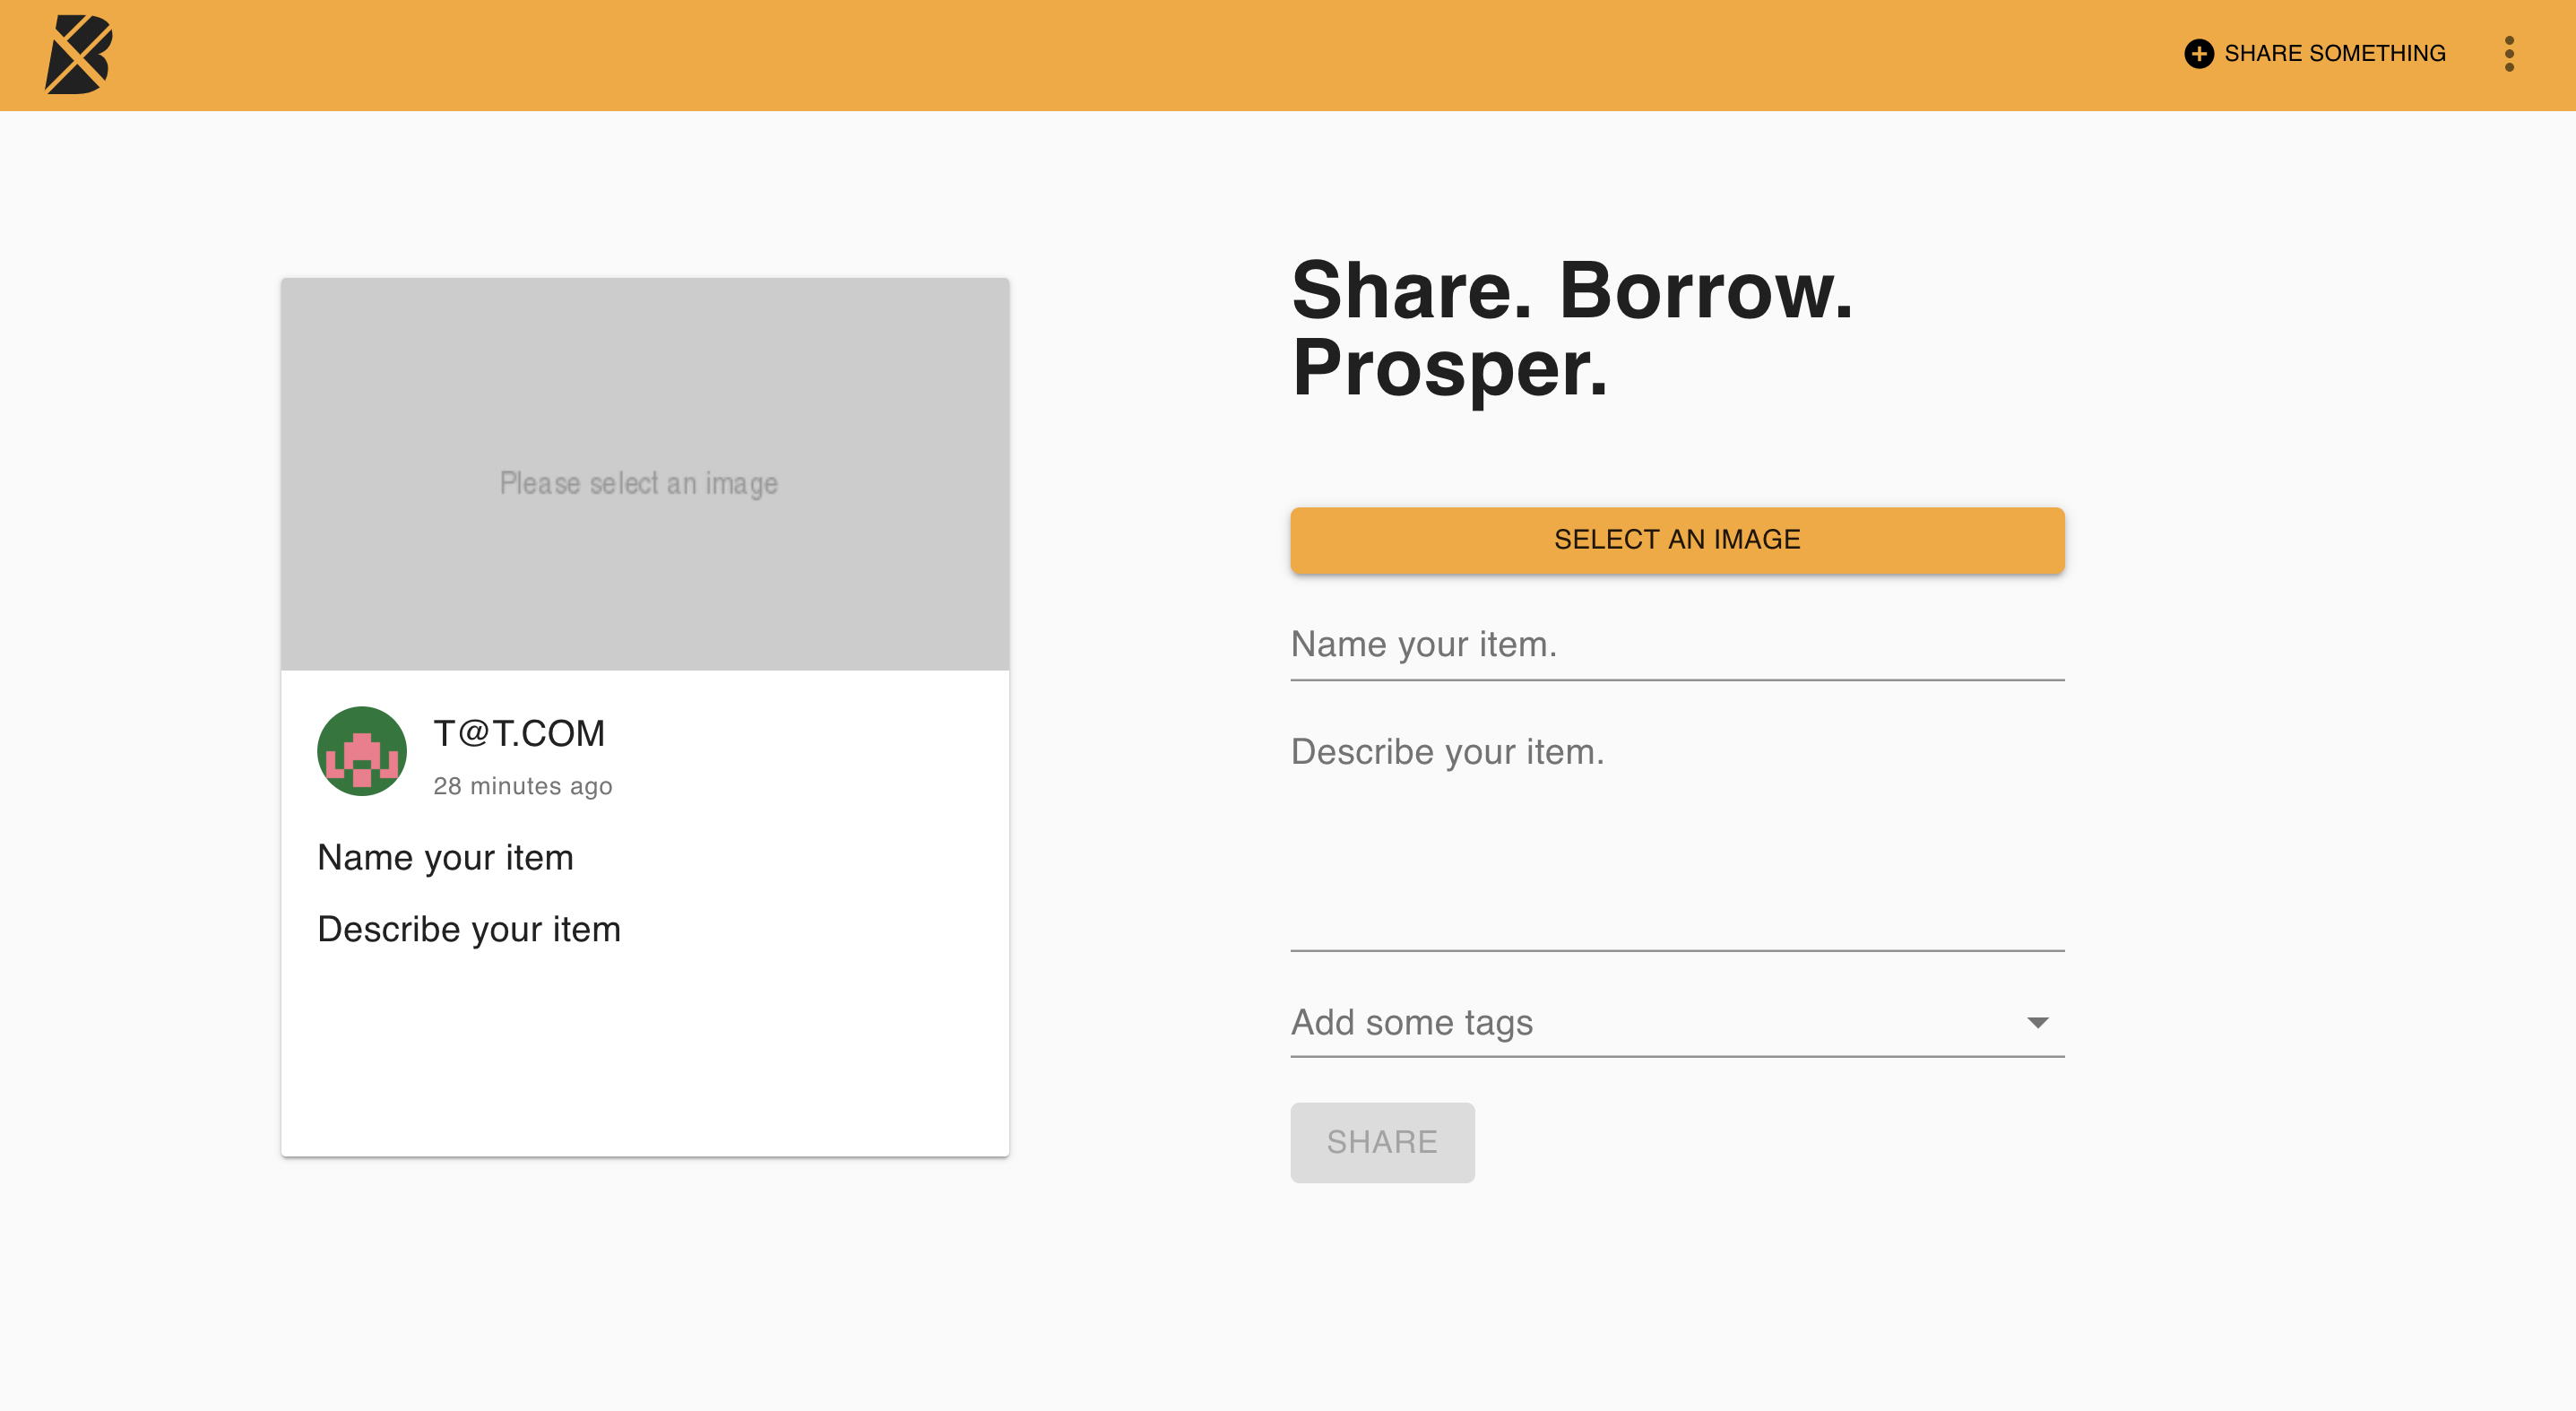 B
SHARE SOMETHING
Please select an image
T@T.COM
28 minutes ago
Name your item
Describe your item
Share. Borrow.
Prosper.
SELECT AN IMAGE
Name your item.
Describe your item.
Add some tags
SHARE